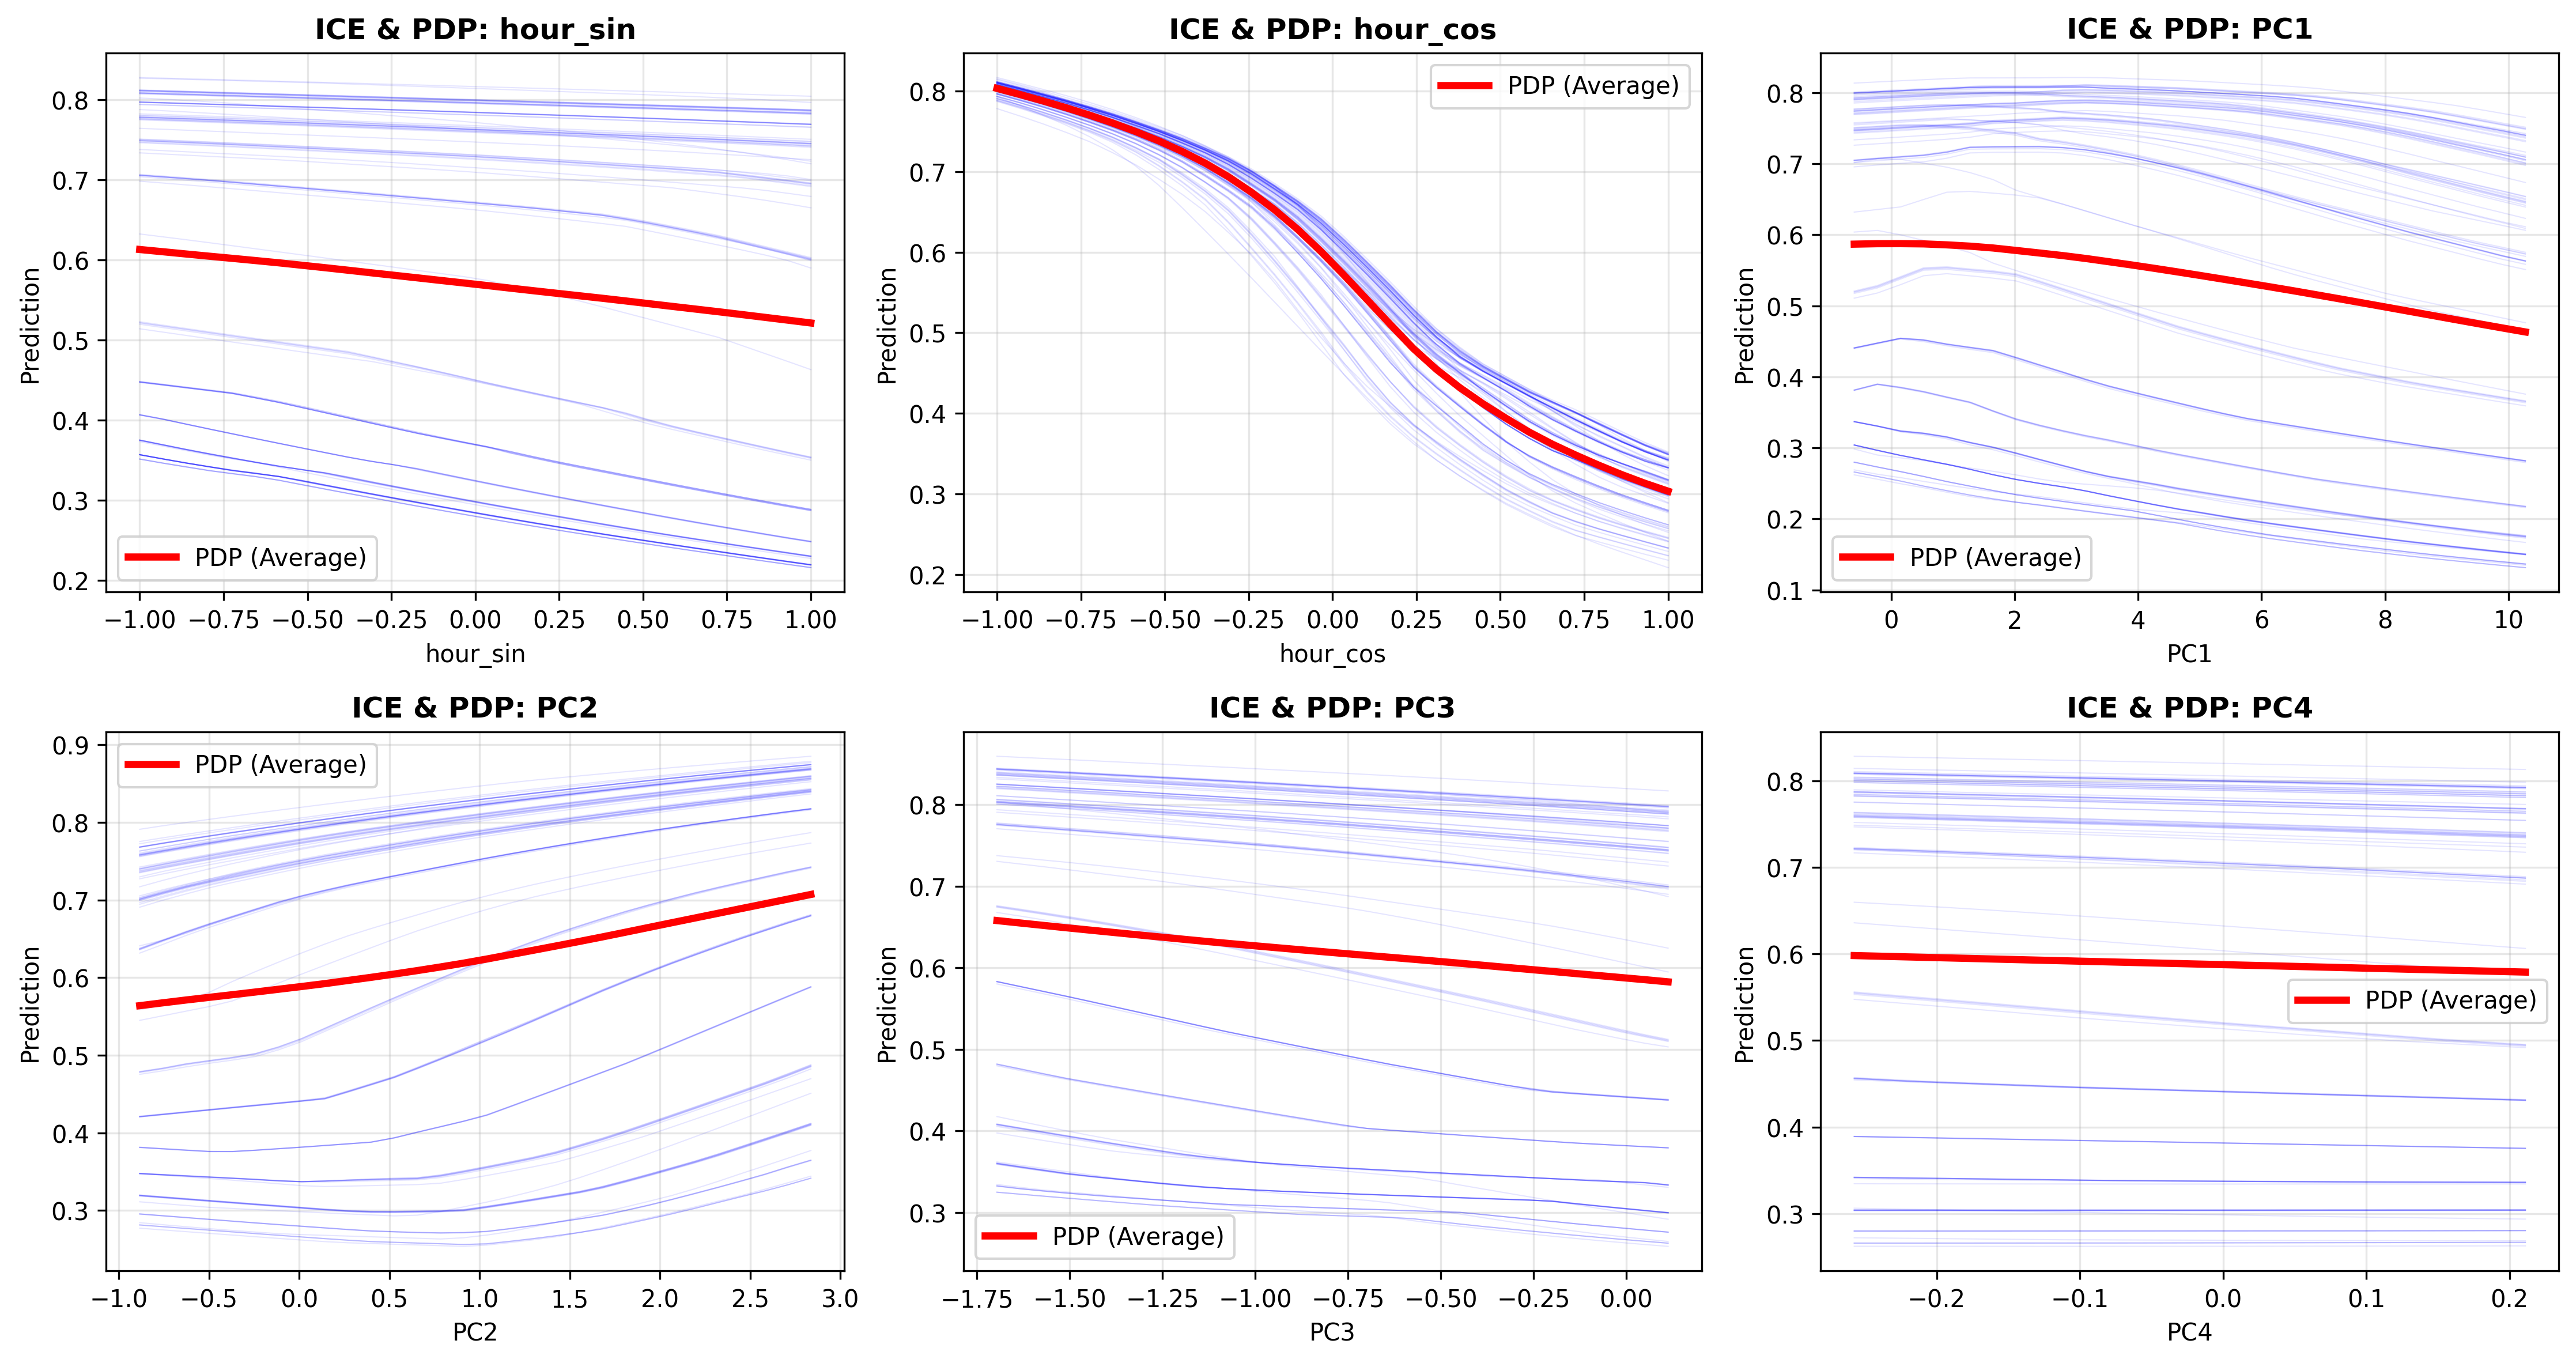 ICE & PDP: hour_sin
Prediction
0.8
0.7
0.6
0.5
0.4
0.3
0.2
PDP (Average)
−1.00 −0.75 −0.50 −0.25 0.00 0.25 0.50 0.75 1.00
hour_sin
ICE & PDP: hour_cos
Prediction
0.8
0.7
0.6
0.5
0.4
0.3
0.2
PDP (Average)
−1.00 −0.75 −0.50 −0.25 0.00 0.25 0.50 0.75 1.00
hour_cos
ICE & PDP: PC1
Prediction
0.8
0.7
0.6
0.5
0.4
0.3
0.2
0.1
PDP (Average)
0 2 4 6 8 10
PC1
ICE & PDP: PC2
Prediction
0.9
0.8
0.7
0.6
0.5
0.4
0.3
PDP (Average)
−1.0 −0.5 0.0 0.5 1.0 1.5 2.0 2.5 3.0
PC2
ICE & PDP: PC3
Prediction
0.8
0.7
0.6
0.5
0.4
0.3
PDP (Average)
−1.75 −1.50 −1.25 −1.00 −0.75 −0.50 −0.25 0.00
PC3
ICE & PDP: PC4
Prediction
0.8
0.7
0.6
0.5
0.4
0.3
PDP (Average)
−0.2 −0.1 0.0 0.1 0.2
PC4